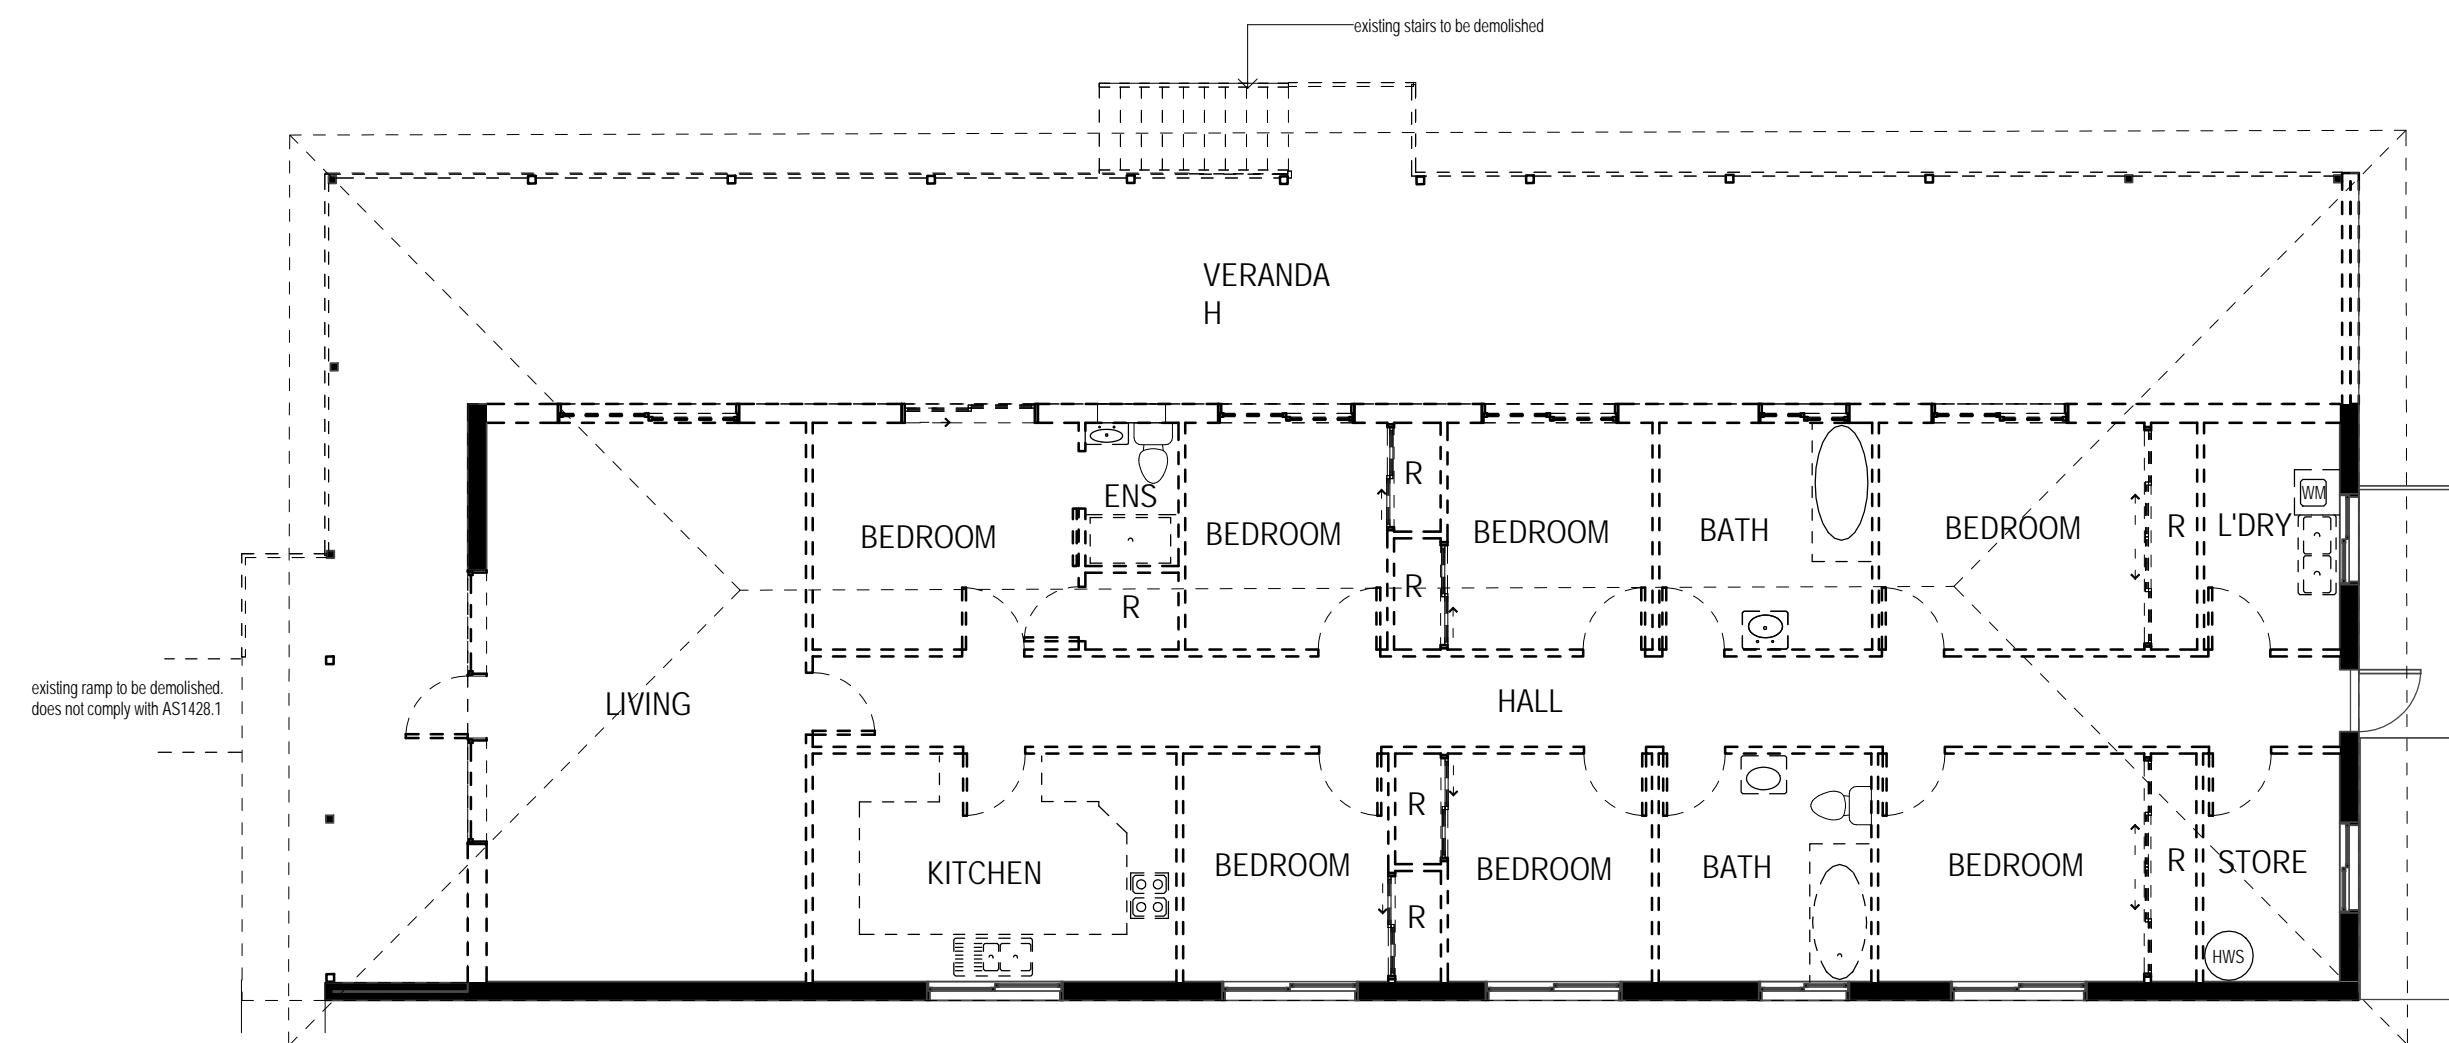 existing stairs to be demolished
VERANDA
H
R
ENS
BEDROOM
BEDROOM
BEDROOM
BATH
BEDROOM
R
L'DRY
WM
R
R
existing ramp to be demolished.
does not comply with AS1428.1
LIVING
HALL
R
KITCHEN
BEDROOM
BEDROOM
BATH
BEDROOM
R
STORE
R
HWS